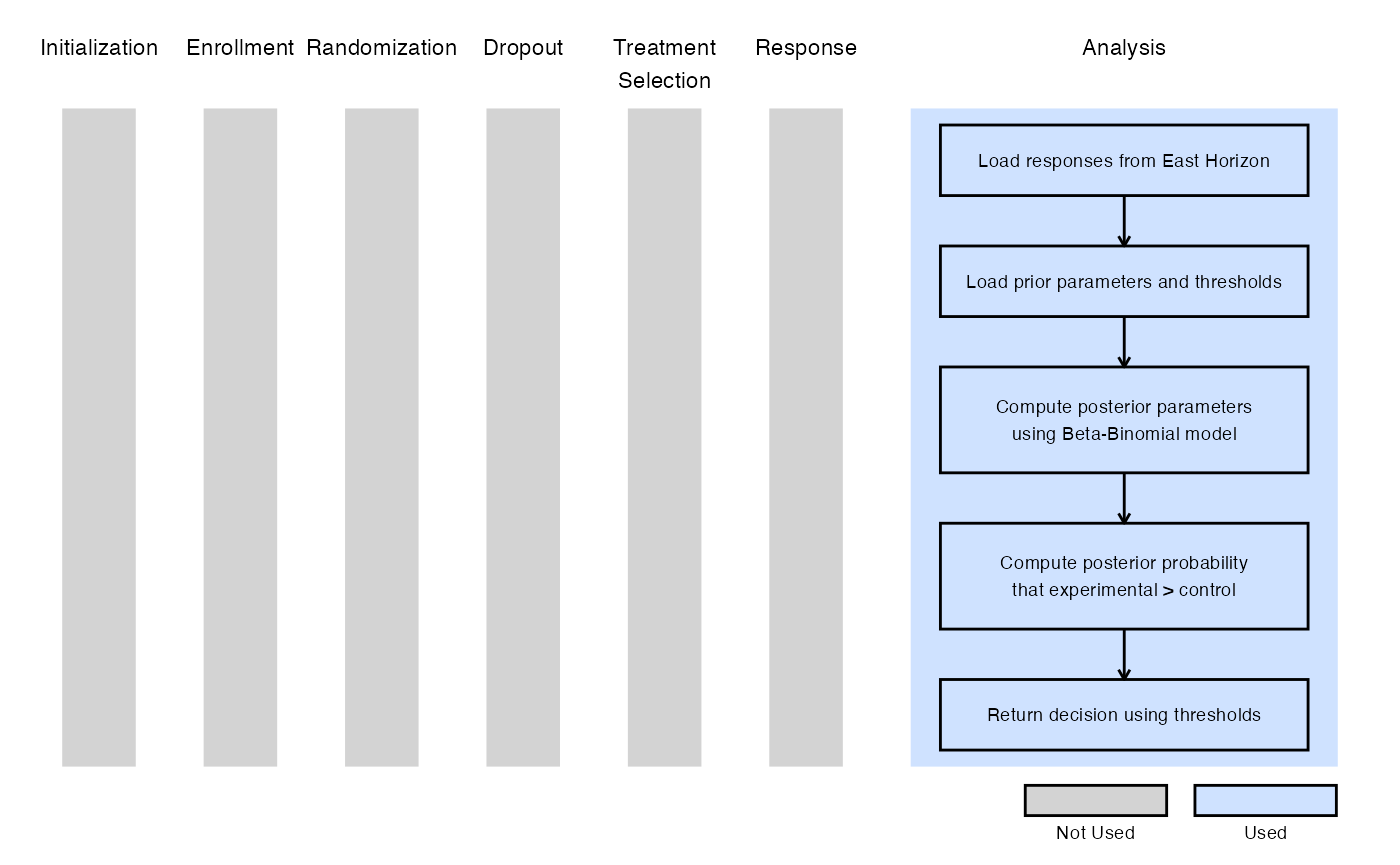 Initialization
Enrollment
Randomization
Dropout
Treatment
Selection
Response
Analysis
Load responses from East Horizon
Load prior parameters and thresholds
Compute posterior parameters
using Beta-Binomial model
Compute posterior probability
that experimental > control
Return decision using thresholds
Not Used
Used